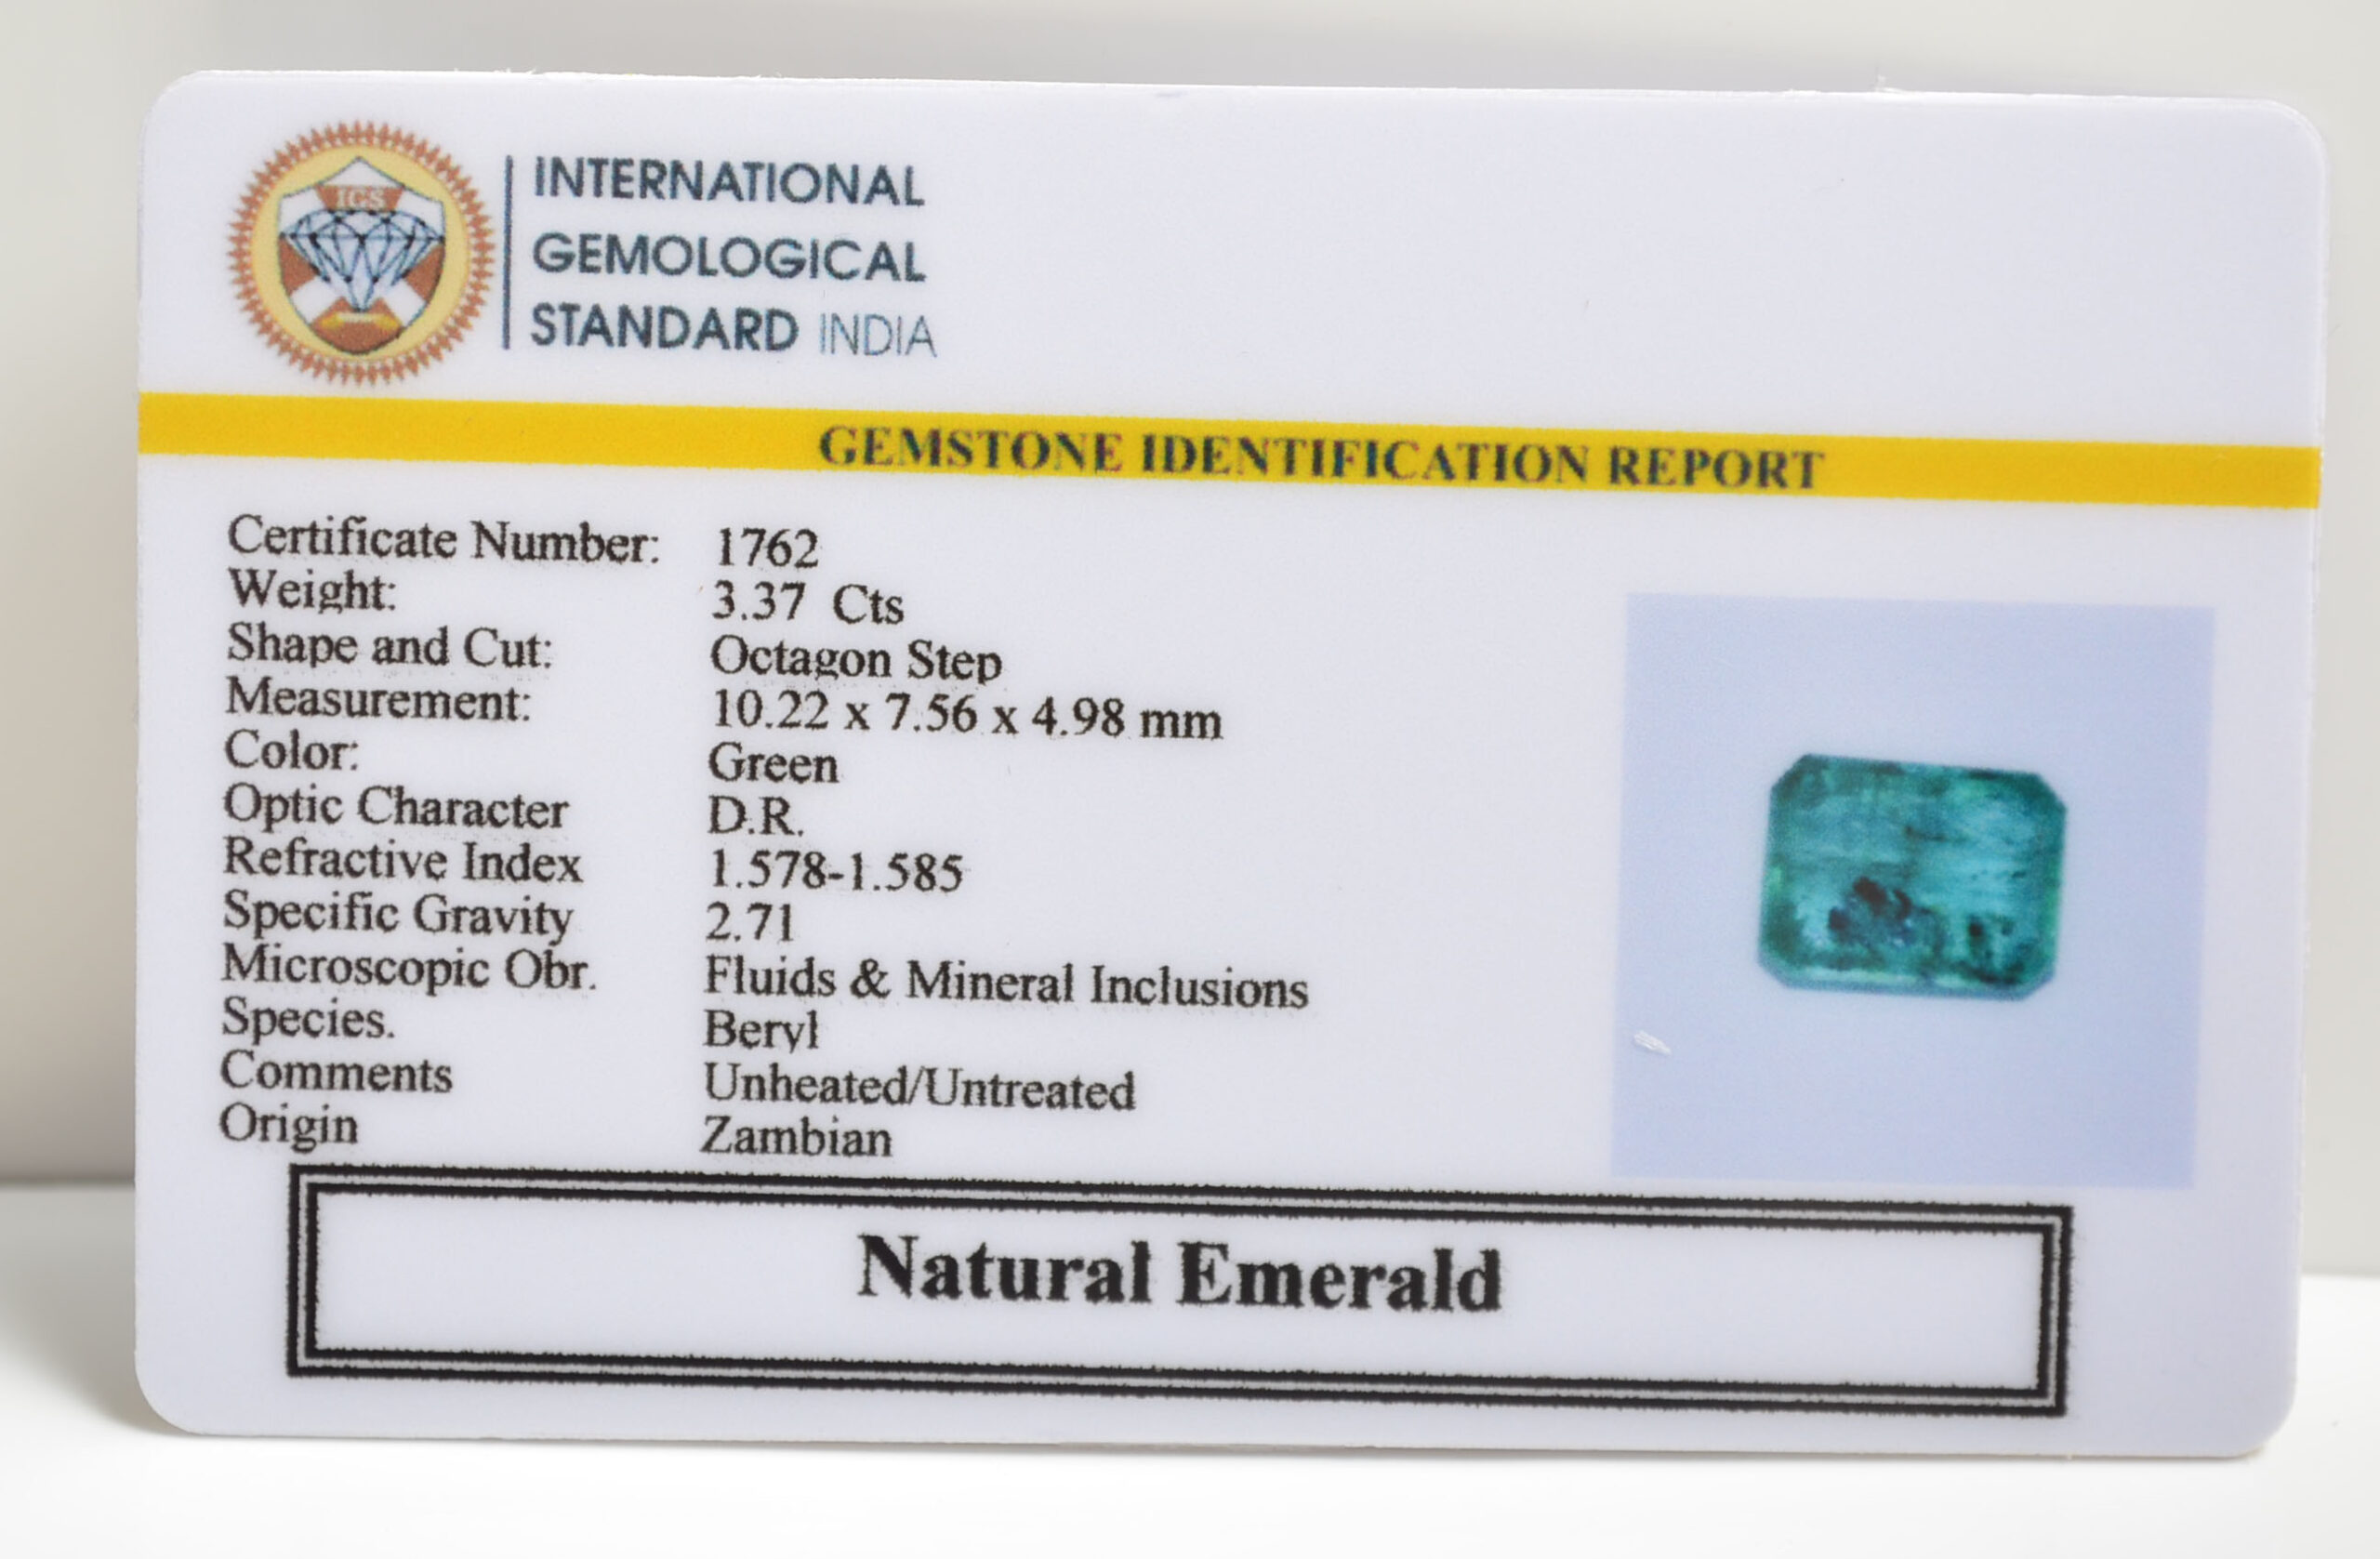 IGS
INTERNATIONAL
GEMOLOGICAL
STANDARD INDIA
GEMSTONE IDENTIFICATION REPORT
Certificate Number: 1762
Weight: 3.37 Cts
Shape and Cut: Octagon Step
Measurement: 10.22 x 7.56 x 4.98 mm
Color: Green
Optic Character D.R.
Refractive Index 1.578-1.585
Specific Gravity 2.71
Microscopic Obr. Fluids & Mineral Inclusions
Species. Beryl
Comments Unheated/Untreated
Origin Zambian
Natural Emerald